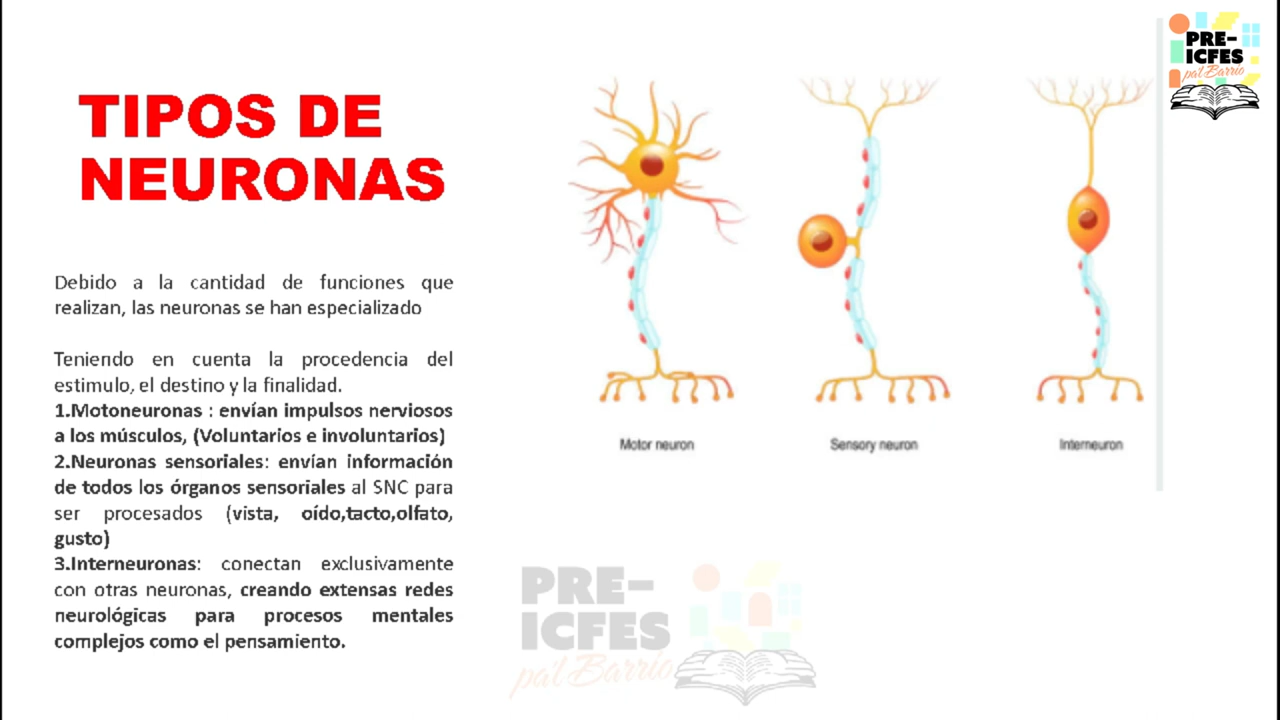 PRE-
ICFES
pa'l Barrio
TIPOS DE
NEURONAS
Debido a la cantidad de funciones que
realizan, las neuronas se han especializado
Teniendo en cuenta la procedencia del
estimulo, el destino y la finalidad.
1.Motoneuronas : envían impulsos nerviosos
a los músculos, (Voluntarios e involuntarios)
2.Neuronas sensoriales: envían información
de todos los órganos sensoriales al SNC para
ser procesados (vista, oído,tacto,olfato,
gusto)
3.Interneuronas: conectan exclusivamente
con otras neuronas, creando extensas redes
neurológicas para procesos mentales
complejos como el pensamiento.
Motor neuron
Sensory neuron
Interneuron
PRE-
ICFES
pa'l Barrio